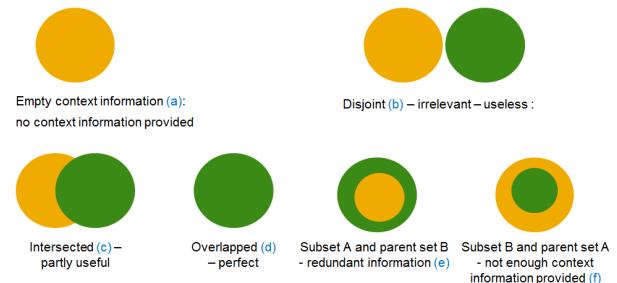 Empty context information (a):
no context information provided
Disjoint (b) – irrelevant – useless :
Intersected (c) –
partly useful
Overlapped (d)
– perfect
Subset A and parent set B
- redundant information (e)
Subset B and parent set A
- not enough context
information provided (f)